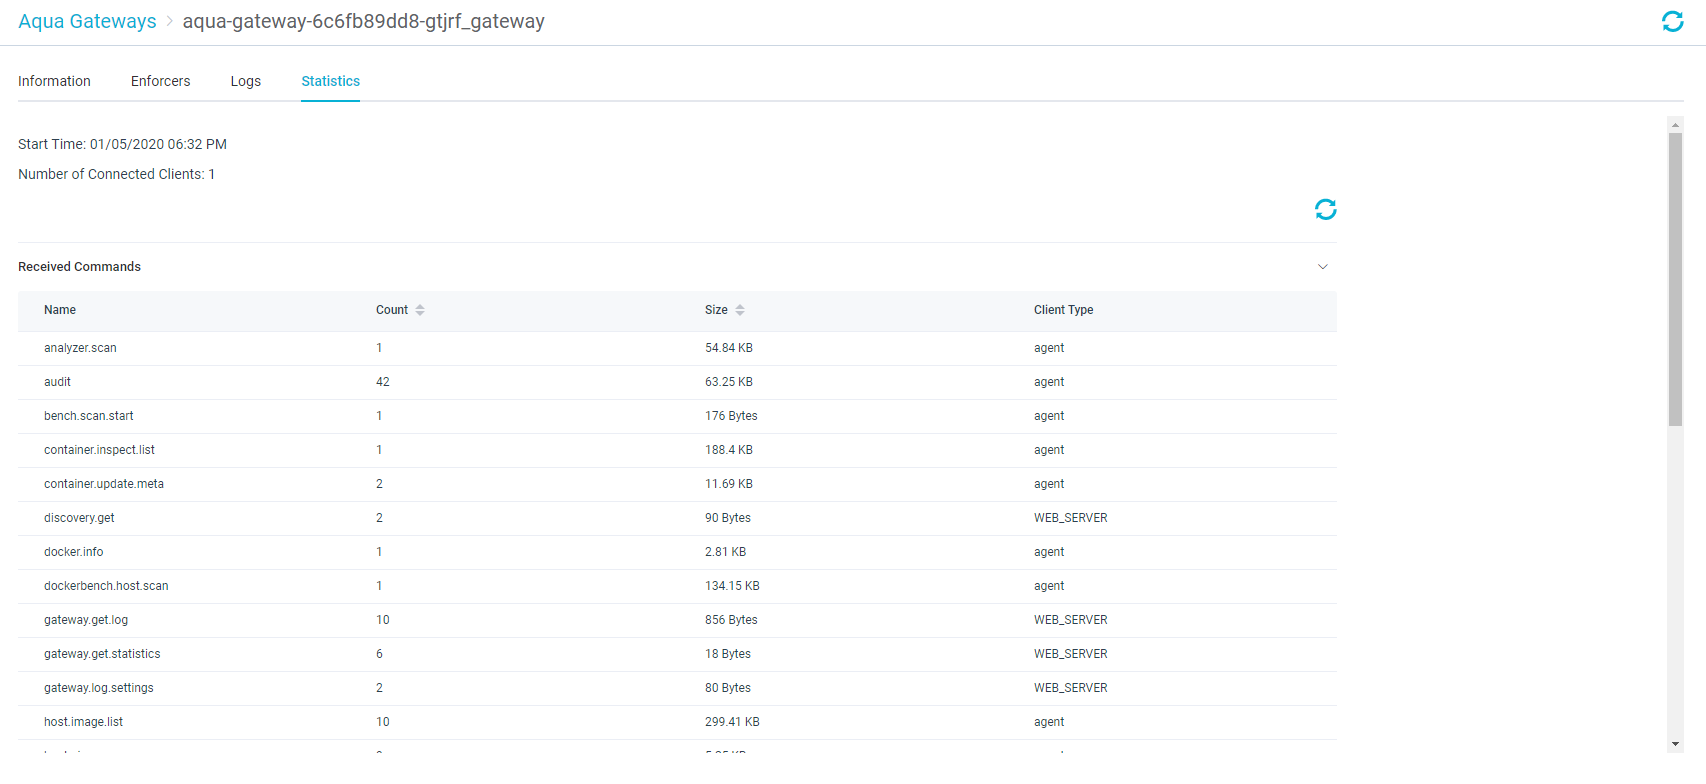 Aqua Gateways > aqua-gateway-6c6fb89dd8-gtjrf_gateway
Information Enforcers Logs Statistics
Start Time: 01/05/2020 06:32 PM
Number of Connected Clients: 1
Received Commands
Name Count Size Client Type
analyzer.scan 1 54.84 KB agent
audit 42 63.25 KB agent
bench.scan.start 1 176 Bytes agent
container.inspect.list 1 188.4 KB agent
container.update.meta 2 11.69 KB agent
discovery.get 2 90 Bytes WEB_SERVER
docker.info 1 2.81 KB agent
dockerbench.host.scan 1 134.15 KB agent
gateway.get.log 10 856 Bytes WEB_SERVER
gateway.get.statistics 6 18 Bytes WEB_SERVER
gateway.log.settings 2 80 Bytes WEB_SERVER
host.image.list 10 299.41 KB agent